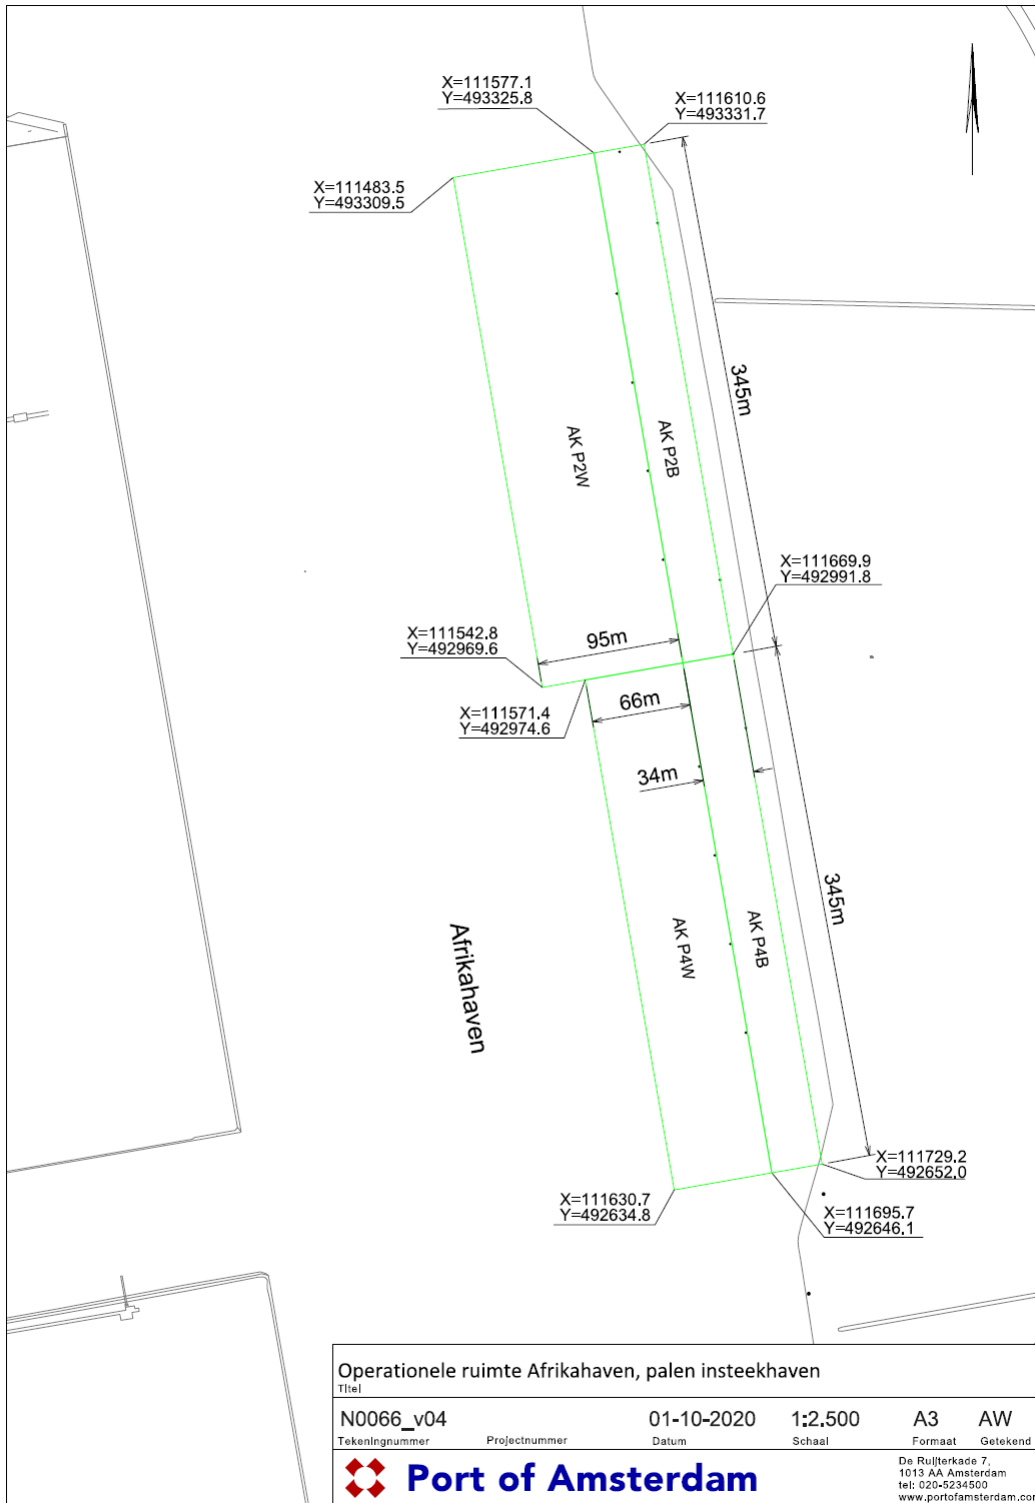 X=111577.1
Y=493325.8
X=111610.6
Y=493331.7
X=111483.5
Y=493309.5
345m
AK P2W
AK P2B
X=111669.9
Y=492991.8
X=111542.8
Y=492969.6
95m
X=111571.4
Y=492974.6
66m
34m
345m
Afrikahaven
AK P4W
AK P4B
X=111729.2
Y=492652.0
X=111630.7
Y=492634.8
X=111695.7
Y=492646.1
Operationele ruimte Afrikahaven, palen insteekhaven
Titel
N0066_v04 01-10-2020 1:2.500 A3 AW
Tekeningnummer Projectnummer Datum Schaal Formaat Getekend
Port of Amsterdam
De Ruijterkade 7,
1013 AA Amsterdam
tel: 020-5234500
www.portofamsterdam.com